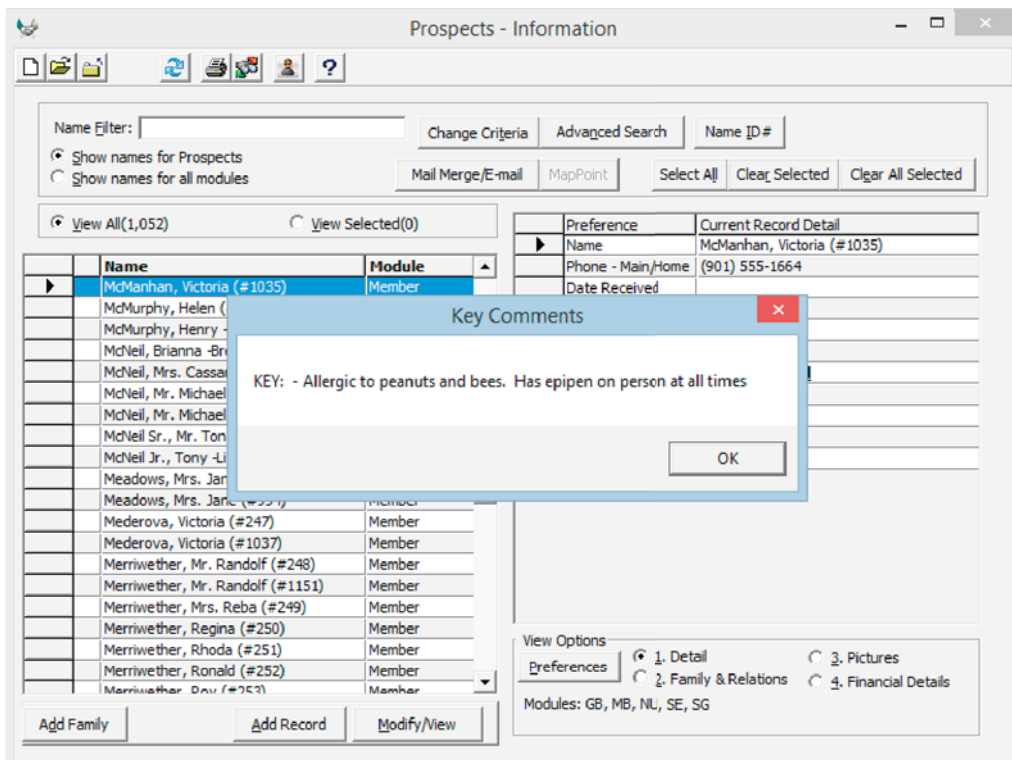 Prospects - Information
Name Filter:
Change Criteria
Advanced Search
Name ID#
Show names for Prospects
Show names for all modules
Mail Merge/E-mail
MapPoint
Select All
Clear Selected
Clear All Selected
View All(1,052)
View Selected(0)
Preference Current Record Detail
Name McManhan, Victoria (#1035)
Phone - Main/Home (901) 555-1664
Date Received
Name Module
McManhan, Victoria (#1035) Member
McMurphy, Helen (
McMurphy, Henry -
McNeil, Brianna -Br
McNeil, Mrs. Cassa
McNeil, Mr. Michael
McNeil, Mr. Michael
McNeil Sr., Mr. Ton
McNeil Jr., Tony -Li
Meadows, Mrs. Jan
Meadows, Mrs. Jane Member
Mederova, Victoria (#247) Member
Mederova, Victoria (#1037) Member
Merriwether, Mr. Randolf (#248) Member
Merriwether, Mr. Randolf (#1151) Member
Merriwether, Mrs. Reba (#249) Member
Merriwether, Regina (#250) Member
Merriwether, Rhoda (#251) Member
Merriwether, Ronald (#252) Member
Merriwether, Roy (#253) Member
Key Comments
KEY: - Allergic to peanuts and bees. Has epipen on person at all times
OK
View Options
Preferences
1. Detail
2. Family & Relations
3. Pictures
4. Financial Details
Modules: GB, MB, NU, SE, SG
Add Family
Add Record
Modify/View